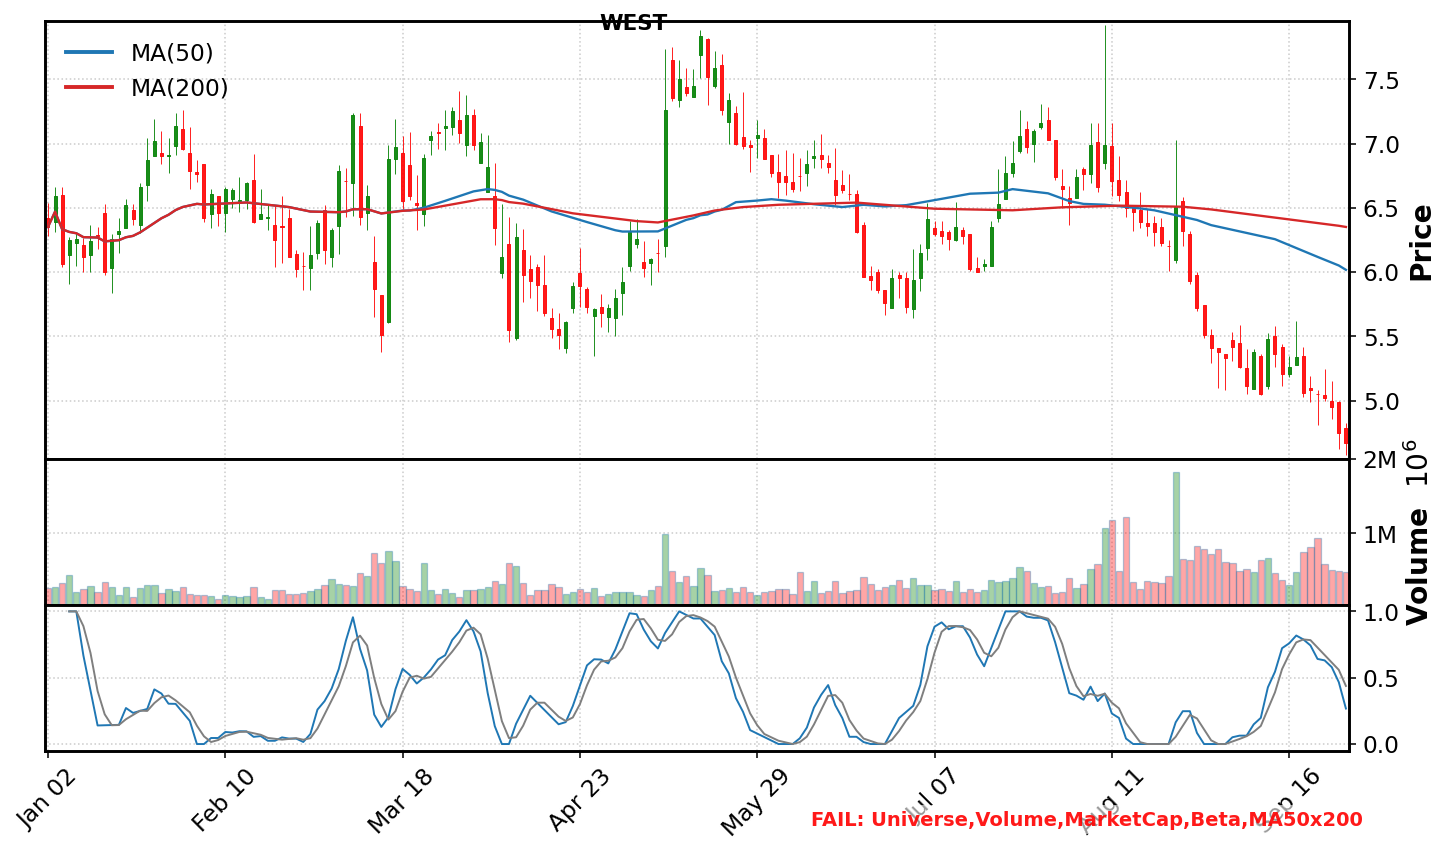 WEST
MA(50)
MA(200)
7.5
7.0
6.5
6.0
5.5
5.0
Price
2M
1M
Volume 10^6
1.0
0.5
0.0
Jan 02
Feb 10
Mar 18
Apr 23
May 29
Jul 07
Aug 11
Sep 16
FAIL: Universe,Volume,MarketCap,Beta,MA50x200